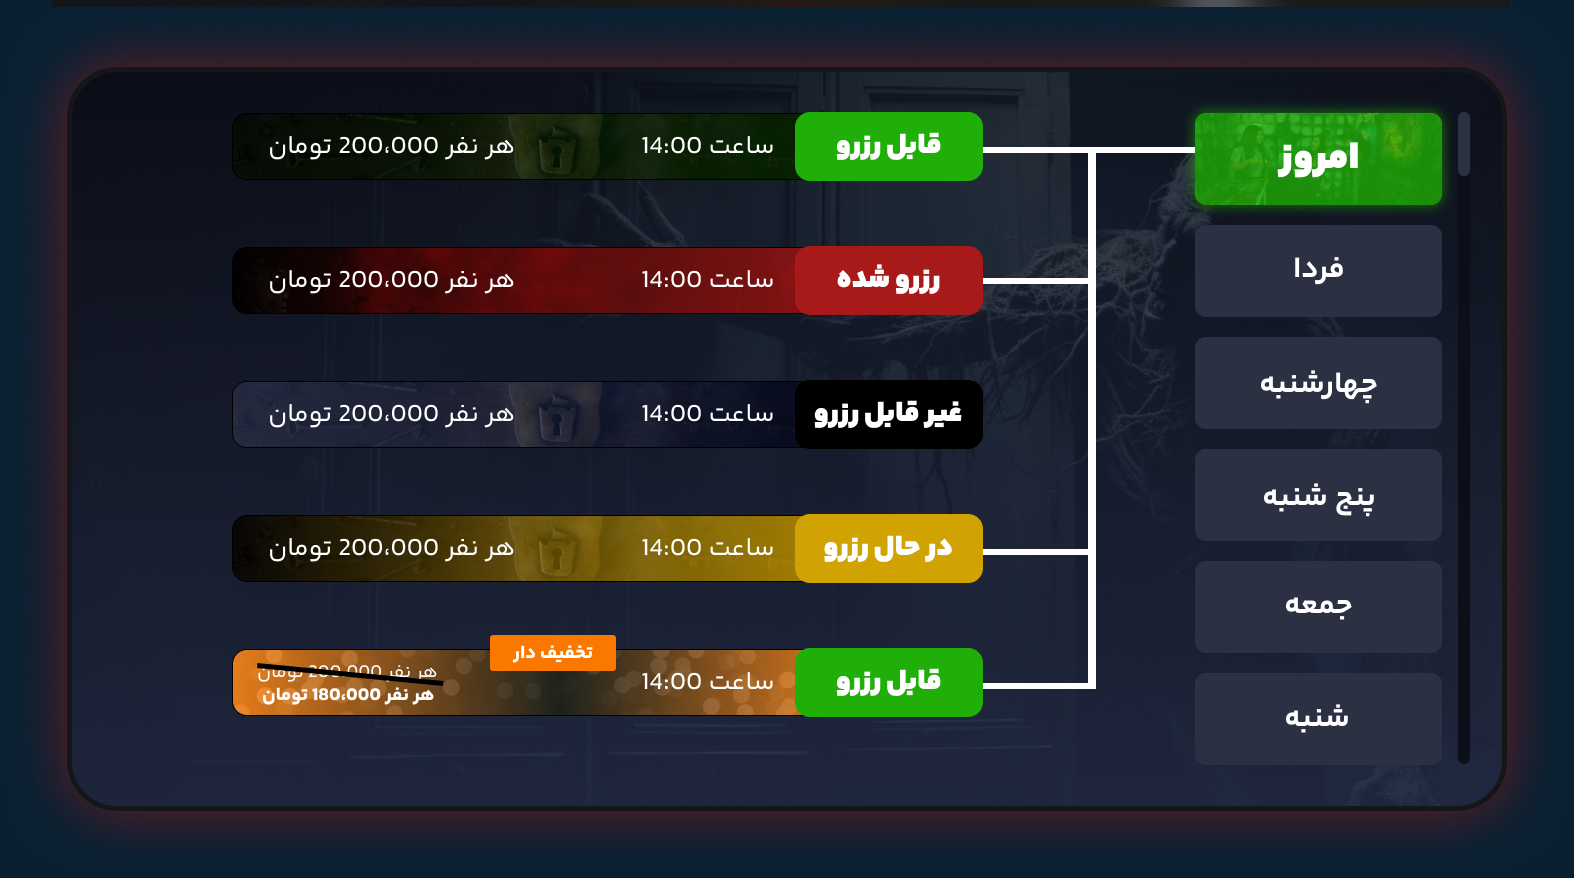 امروز
فردا
چهارشنبه
پنج شنبه
جمعه
شنبه
قابل رزرو
ساعت 14:00
هر نفر 200،000 تومان
رزرو شده
ساعت 14:00
هر نفر 200،000 تومان
غیر قابل رزرو
ساعت 14:00
هر نفر 200،000 تومان
در حال رزرو
ساعت 14:00
هر نفر 200،000 تومان
قابل رزرو
ساعت 14:00
تخفیف دار
هر نفر 200،000 تومان
هر نفر 180،000 تومان